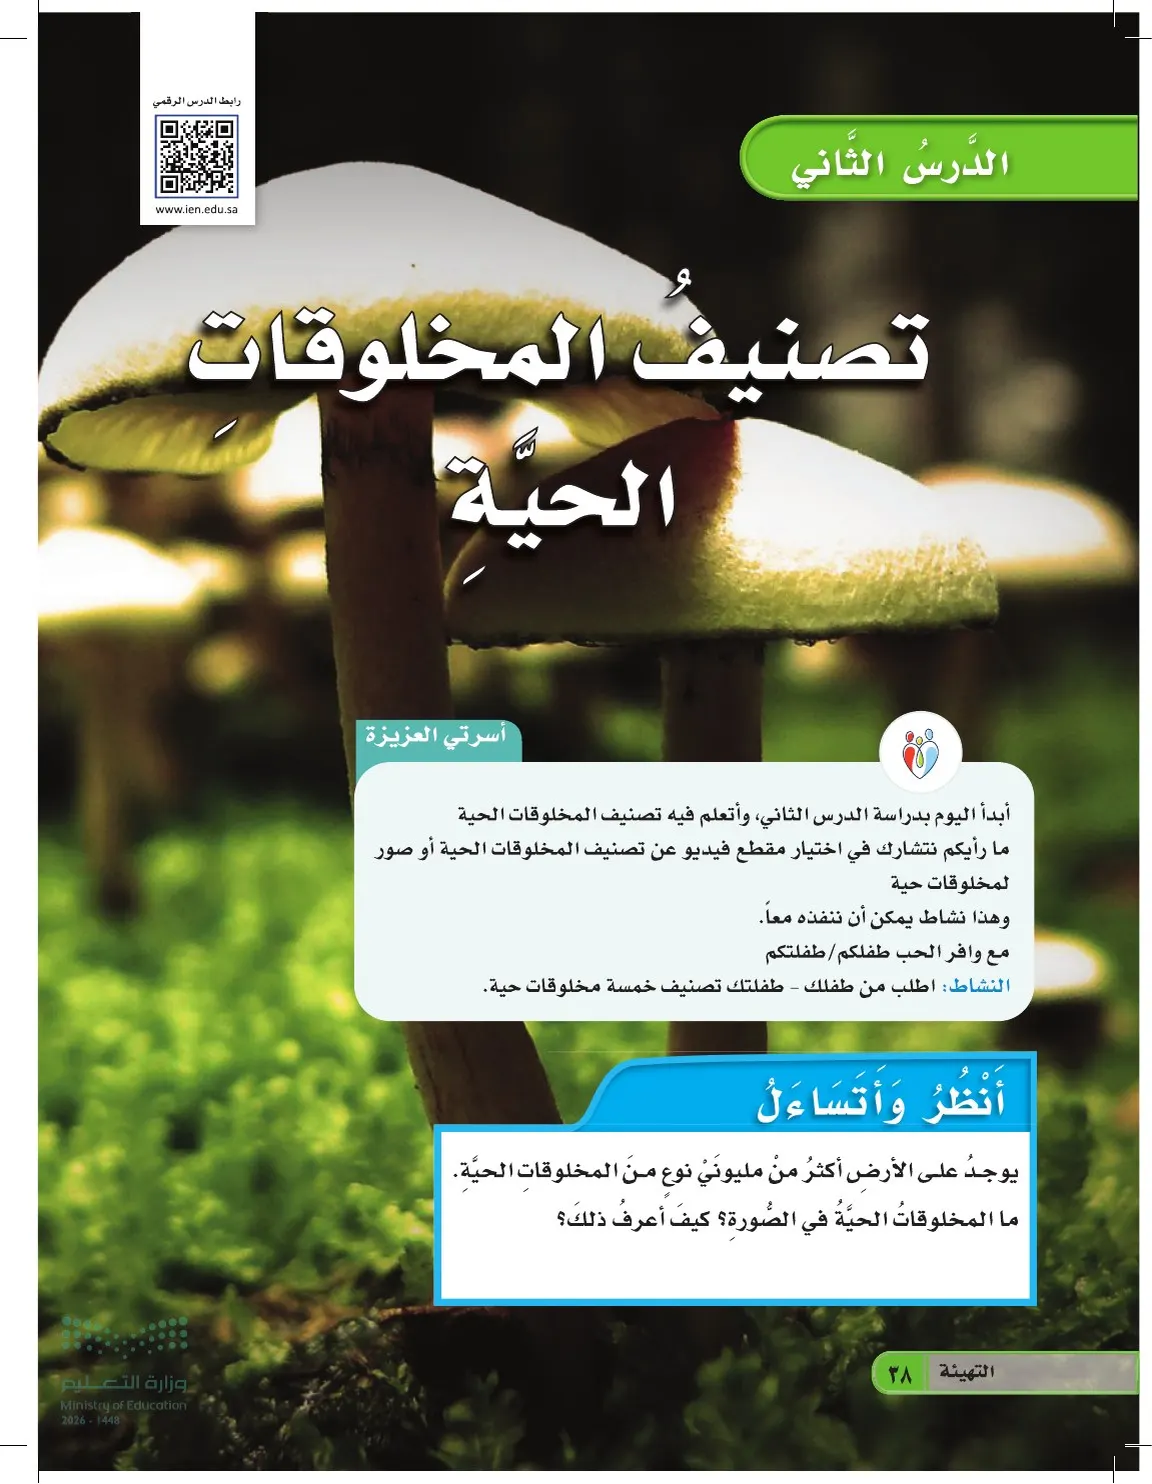 رابط الدرس الرقمي
www.ien.edu.sa
الدَّرسُ الثَّاني
تصنيفُ المخلوقاتِ
الحيَّةِ
أسرتي العزيزة
أبدأ اليوم بدراسة الدرس الثاني، وأتعلم فيه تصنيف المخلوقات الحية
ما رأيكم نتشارك في اختيار مقطع فيديو عن تصنيف المخلوقات الحية أو صور
لمخلوقات حية
وهذا نشاط يمكن أن ننفذه معاً.
مع وافر الحب طفلكم/طفلتكم
النشاط: اطلب من طفلك - طفلتك تصنيف خمسة مخلوقات حية.
أَنْظُرُ وَأَتَسَاءَلُ
يوجدُ على الأرضِ أكثرُ منْ مليونَيْ نوعٍ منَ المخلوقاتِ الحيَّةِ.
ما المخلوقاتُ الحيَّةُ في الصُّورةِ؟ كيفَ أعرفُ ذلكَ؟
التهيئة ٣٨
وزارة التعليم
Ministry of Education
2026 - 1448